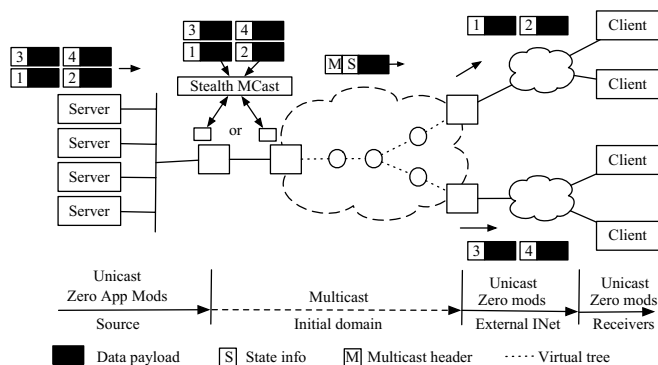 3 4
1 2
Server
Server
Server
Server
3 4
1 2
Stealth MCast
or
M S
1 2
3 4
Client
Client
Client
Client
Unicast
Zero App Mods
Source
Multicast
Initial domain
Unicast
Zero mods
External INet
Unicast
Zero mods
Receivers
Data payload
S State info
M Multicast header
Virtual tree